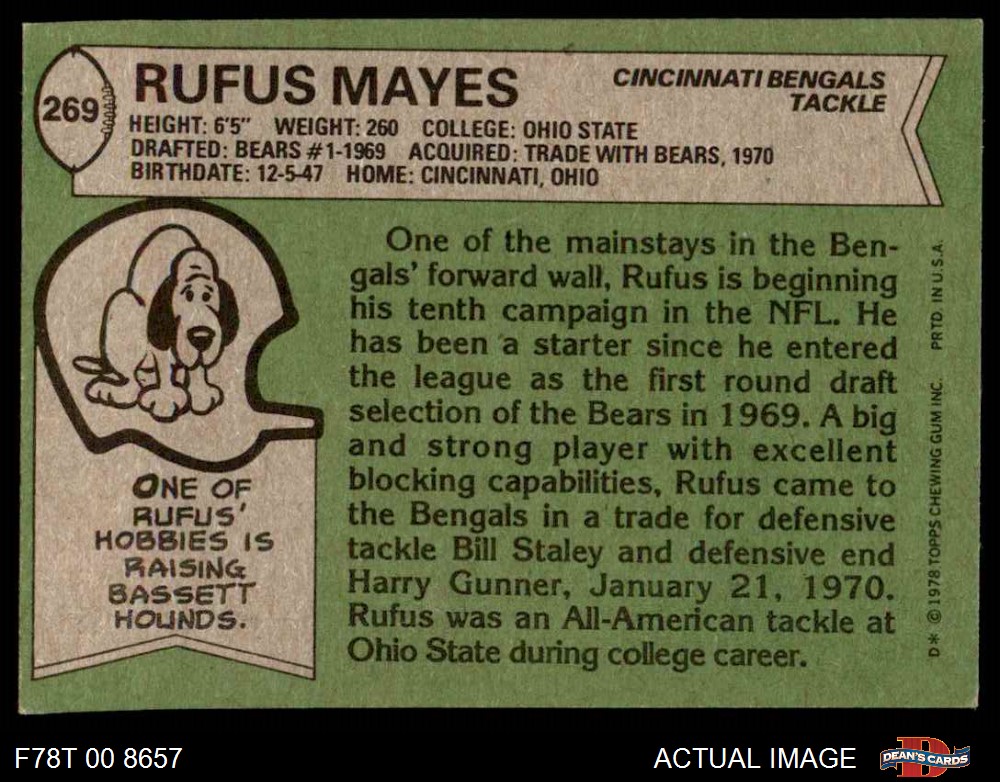 269
RUFUS MAYES
CINCINNATI BENGALS
TACKLE
HEIGHT: 6'5" WEIGHT: 260 COLLEGE: OHIO STATE
DRAFTED: BEARS #1-1969 ACQUIRED: TRADE WITH BEARS, 1970
BIRTHDATE: 12-5-47 HOME: CINCINNATI, OHIO
One of the mainstays in the Ben-
gals' forward wall, Rufus is beginning
his tenth campaign in the NFL. He
has been a starter since he entered
the league as the first round draft
selection of the Bears in 1969. A big
and strong player with excellent
blocking capabilities, Rufus came to
the Bengals in a trade for defensive
tackle Bill Staley and defensive end
Harry Gunner, January 21, 1970.
Rufus was an All-American tackle at
Ohio State during college career.
ONE OF
RUFUS'
HOBBIES IS
RAISING
BASSETT
HOUNDS.
D* © 1978 TOPPS CHEWING GUM INC. PRTD. IN U.S.A.
F78T 00 8657
ACTUAL IMAGE
D
DEAN'S CARDS